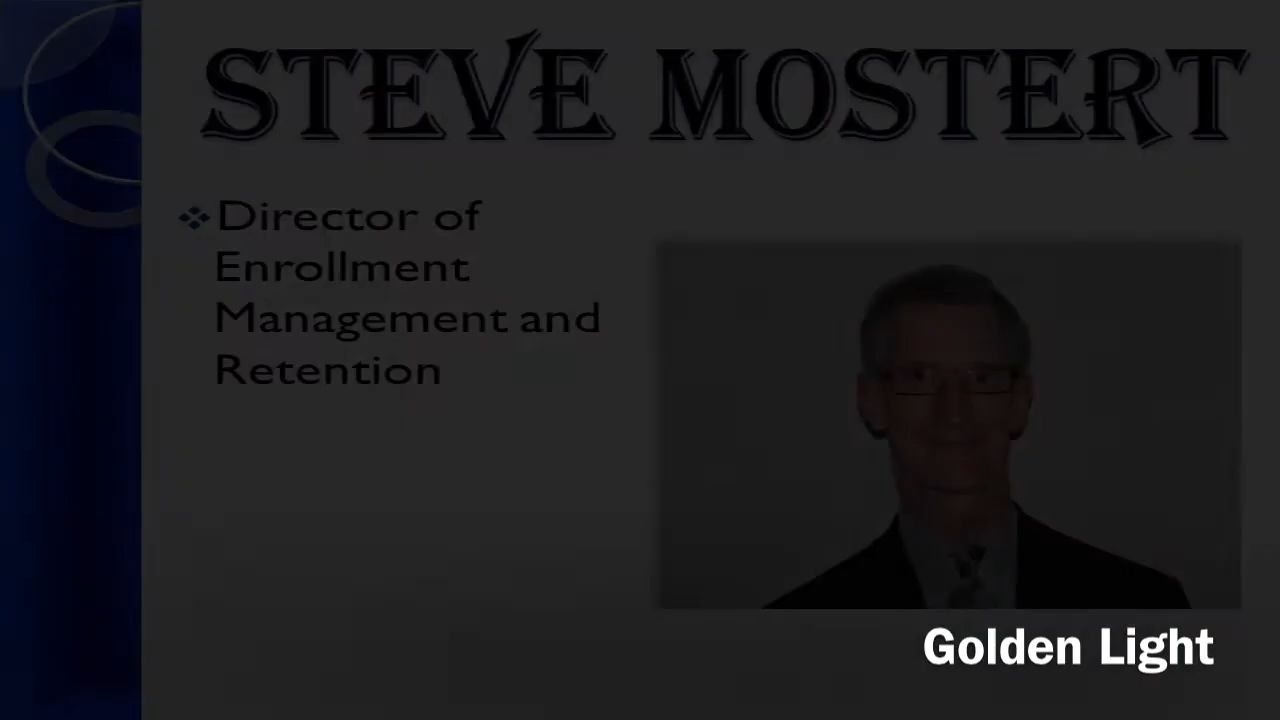 STEVE MOSTERT
Director of
Enrollment
Management and
Retention
Golden Light